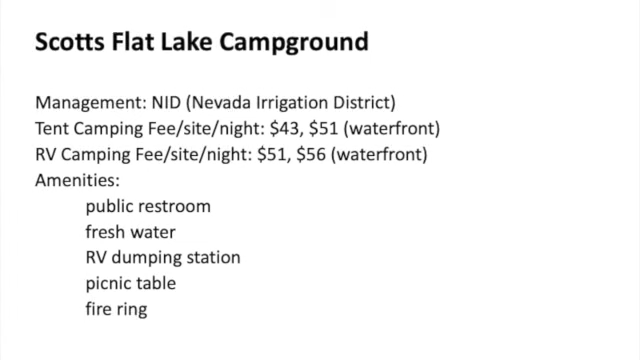 Scotts Flat Lake Campground
Management: NID (Nevada Irrigation District)
Tent Camping Fee/site/night: $43, $51 (waterfront)
RV Camping Fee/site/night: $51, $56 (waterfront)
Amenities:
public restroom
fresh water
RV dumping station
picnic table
fire ring